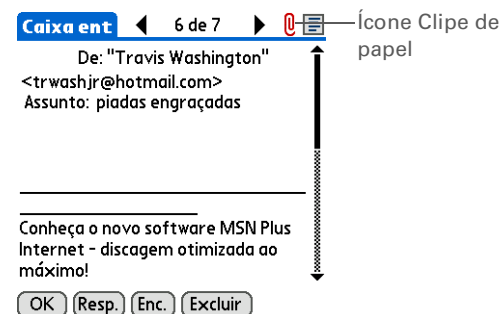 Caixa ent 6 de 7
Ícone Clipe de
papel
De: "Travis Washington"
<trwashjr@hotmail.com>
Assunto: piadas engraçadas
Conheça o novo software MSN Plus
Internet - discagem otimizada ao
máximo!
OK Resp. Enc. Excluir